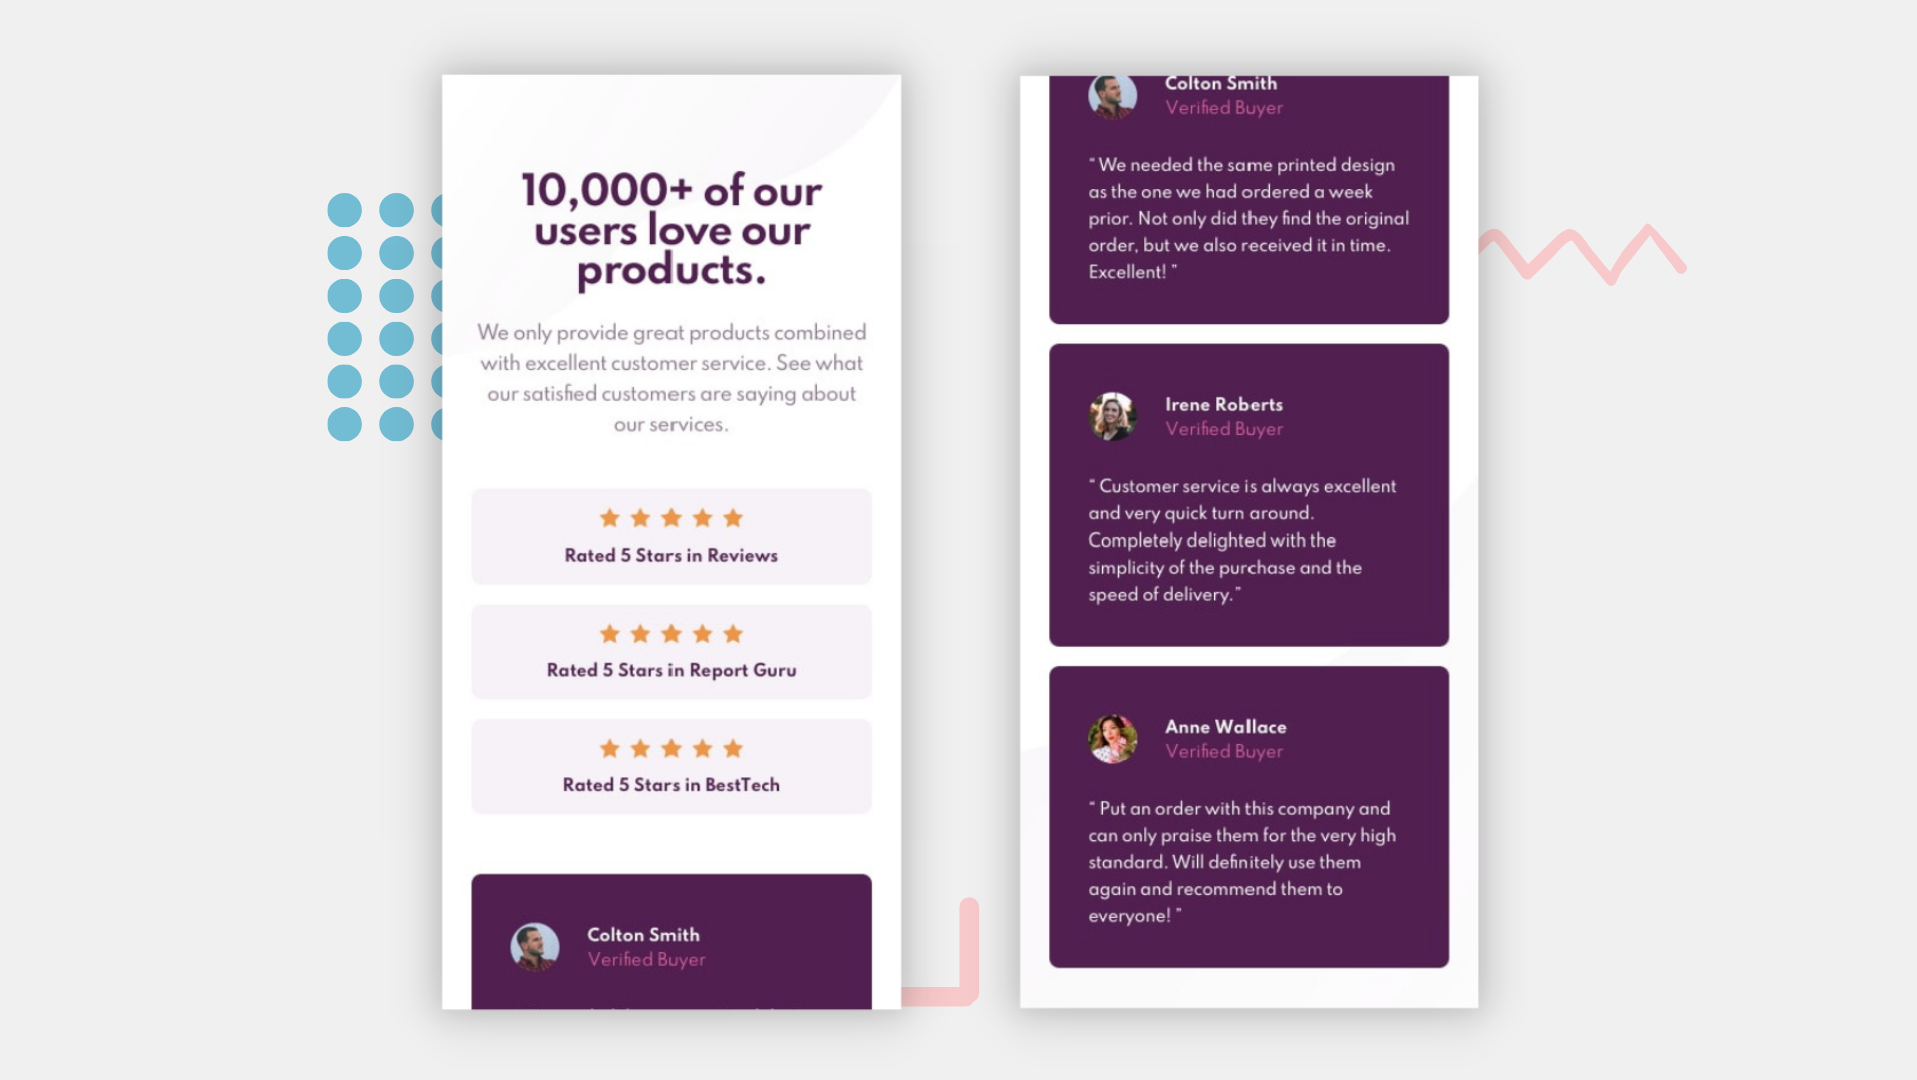 10,000+ of our
users love our
products.
We only provide great products combined
with excellent customer service. See what
our satisfied customers are saying about
our services.
Rated 5 Stars in Reviews
Rated 5 Stars in Report Guru
Rated 5 Stars in BestTech
Colton Smith
Verified Buyer
Colton Smith
Verified Buyer
“ We needed the same printed design
as the one we had ordered a week
prior. Not only did they find the original
order, but we also received it in time.
Excellent! ”
Irene Roberts
Verified Buyer
“ Customer service is always excellent
and very quick turn around.
Completely delighted with the
simplicity of the purchase and the
speed of delivery.”
Anne Wallace
Verified Buyer
“ Put an order with this company and
can only praise them for the very high
standard. Will definitely use them
again and recommend them to
everyone! ”